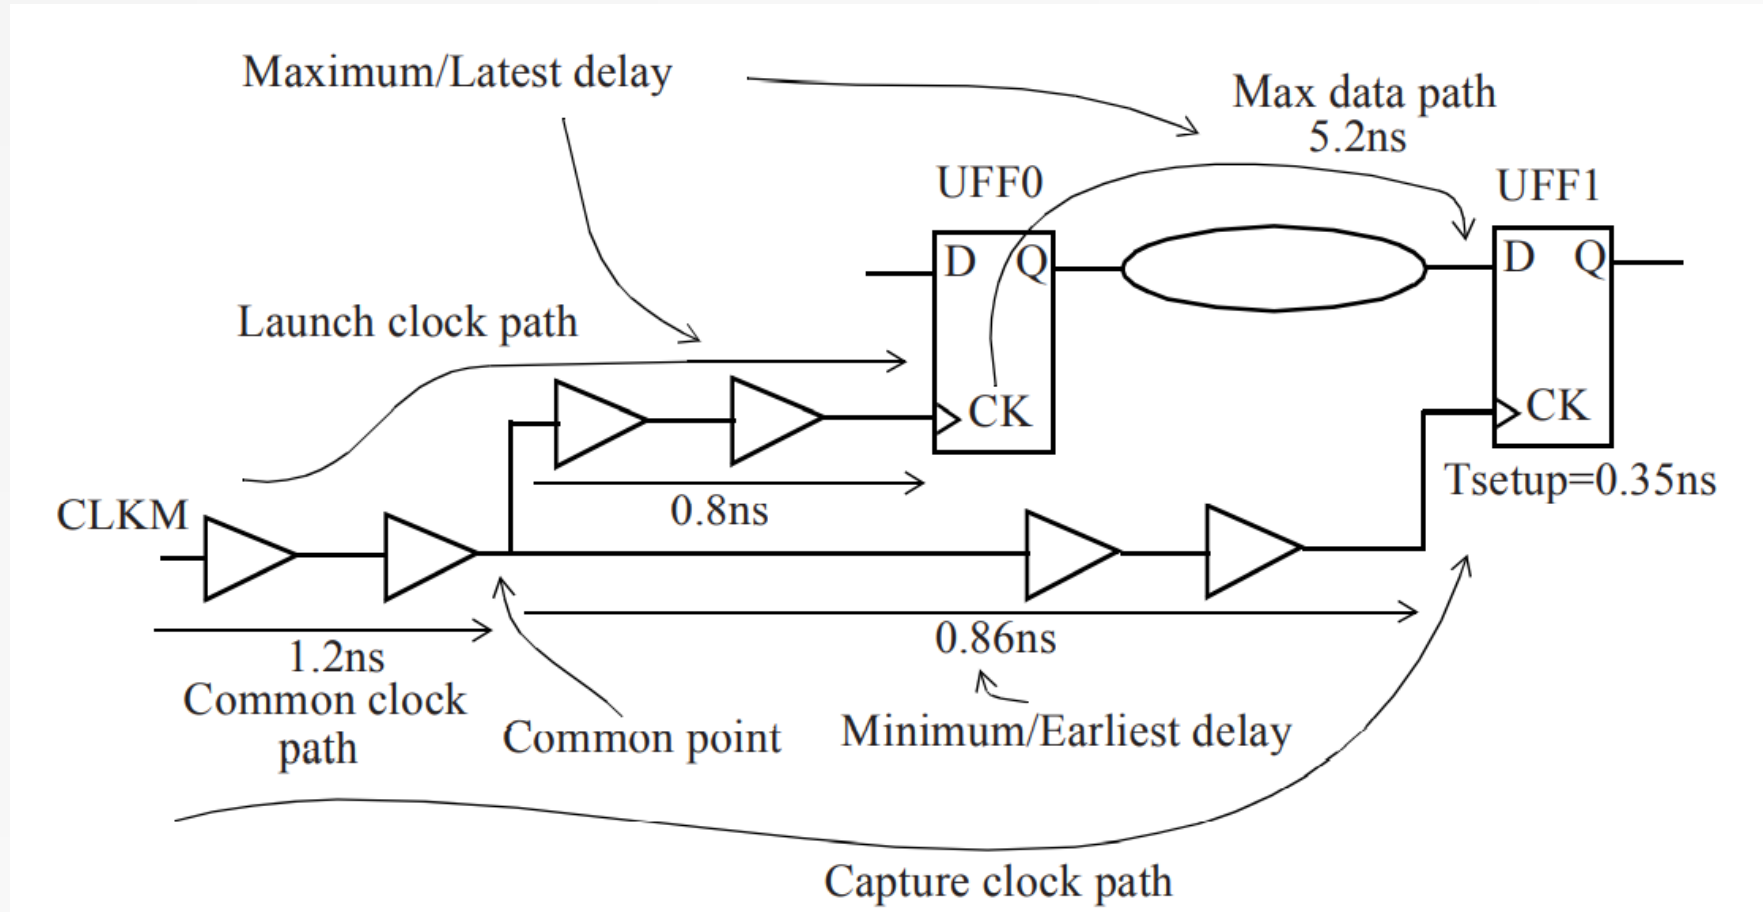 Maximum/Latest delay
Max data path
5.2ns
UFF0
UFF1
D Q
D Q
Launch clock path
CK
CK
Tsetup=0.35ns
CLKM
0.8ns
1.2ns
0.86ns
Common clock
path
Common point
Minimum/Earliest delay
Capture clock path